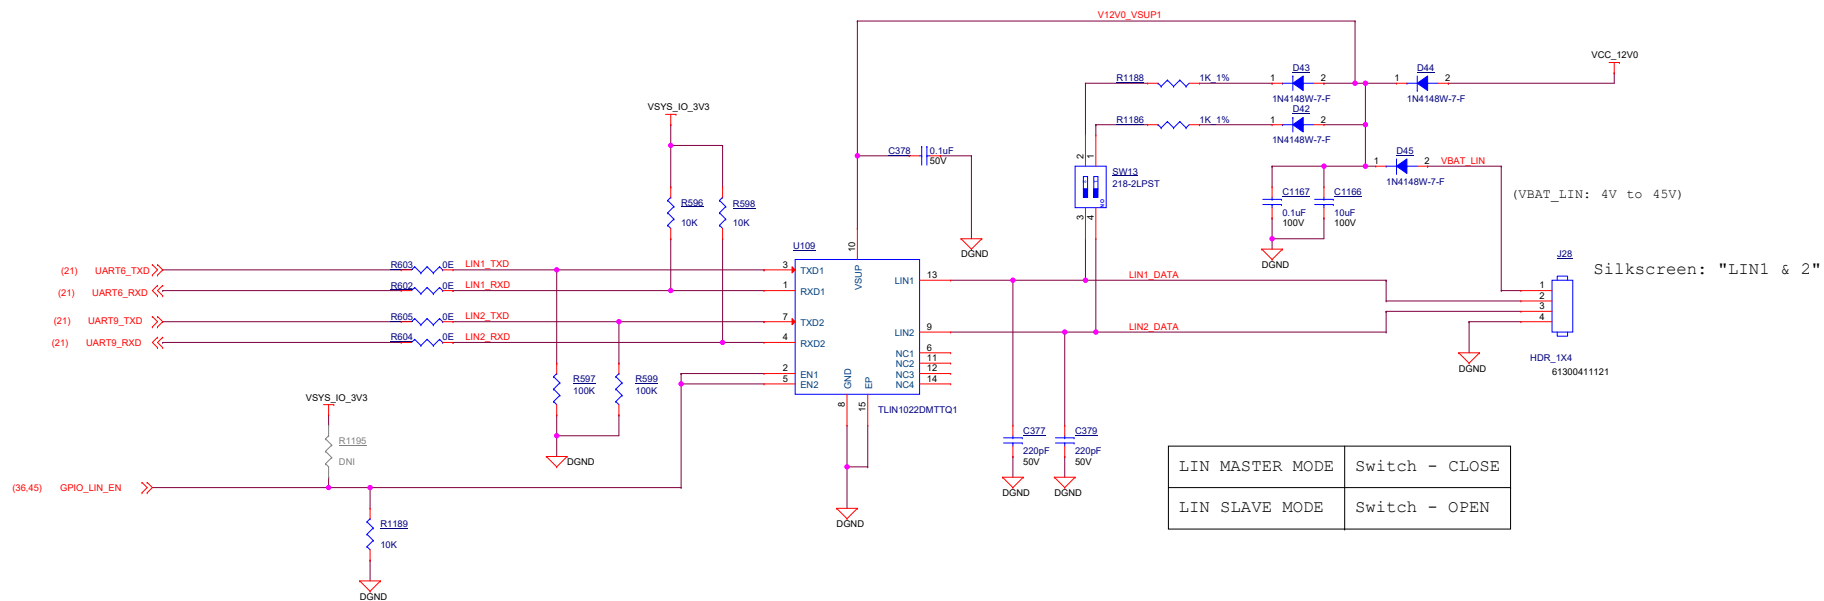 V12V0_VSUP1
VCC_12V0
R1188 1K_1% 1 D43 2 1 D44 2
1N4148W-7-F 1N4148W-7-F
VSYS_IO_3V3
R1186 1K_1% 1 D42 2
1N4148W-7-F
C378 0.1uF
50V
2 1
1 D45 2 VBAT_LIN
1N4148W-7-F
SW13
218-2LPST
ON
3 4
(VBAT_LIN: 4V to 45V)
C1167 C1166
0.1uF 10uF
100V 100V
R596 R598
10K 10K
DGND
DGND
U109
10
J28
Silkscreen: "LIN1 & 2"
(21) UART6_TXD R603 0E LIN1_TXD 3 TXD1
VSUP
LIN1 13 LIN1_DATA
(21) UART6_RXD R602 0E LIN1_RXD 1 RXD1
1
2
3
4
(21) UART9_TXD R605 0E LIN2_TXD 7 TXD2
LIN2 9 LIN2_DATA
(21) UART9_RXD R604 0E LIN2_RXD 4 RXD2
NC1 6
NC2 11
NC3 12
NC4 14
2 EN1
5 EN2
GND EP
8 15
TLIN1022DMTTQ1
HDR_1X4
61300411121
DGND
R597 R599
100K 100K
VSYS_IO_3V3
R1195
DNI
DGND
C377 C379
220pF 220pF
50V 50V
DGND DGND
LIN MASTER MODE Switch - CLOSE
LIN SLAVE MODE Switch - OPEN
(36,45) GPIO_LIN_EN
DGND
R1189
10K
DGND